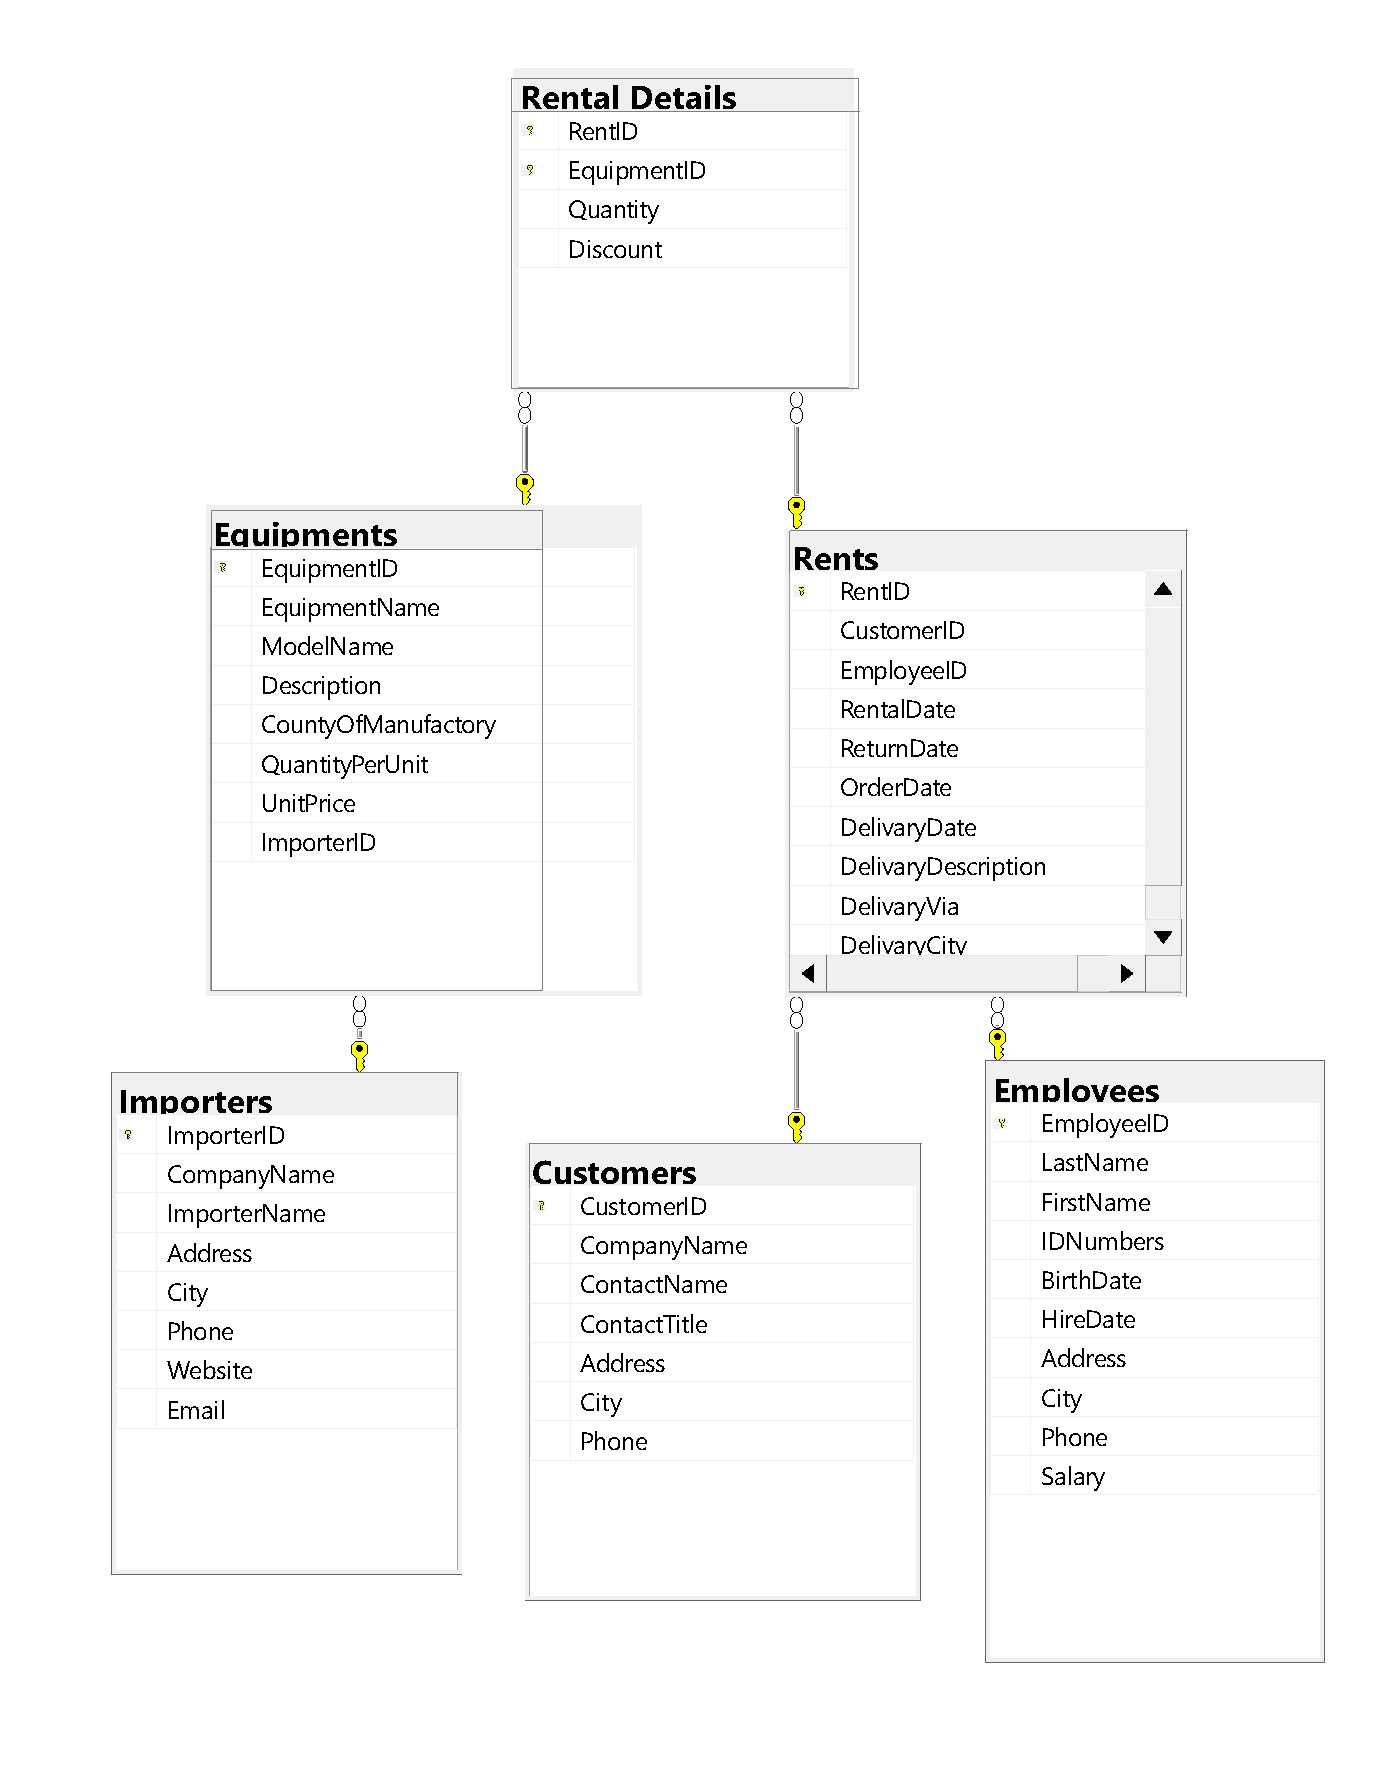 Rental Details
RentID
EquipmentID
Quantity
Discount
Equipments
EquipmentID
EquipmentName
ModelName
Description
CountyOfManufactory
QuantityPerUnit
UnitPrice
ImporterID
Rents
RentID
CustomerID
EmployeeID
RentalDate
ReturnDate
OrderDate
DelivaryDate
DelivaryDescription
DelivaryVia
DelivaryCity
Importers
ImporterID
CompanyName
ImporterName
Address
City
Phone
Website
Email
Customers
CustomerID
CompanyName
ContactName
ContactTitle
Address
City
Phone
Employees
EmployeeID
LastName
FirstName
IDNumbers
BirthDate
HireDate
Address
City
Phone
Salary